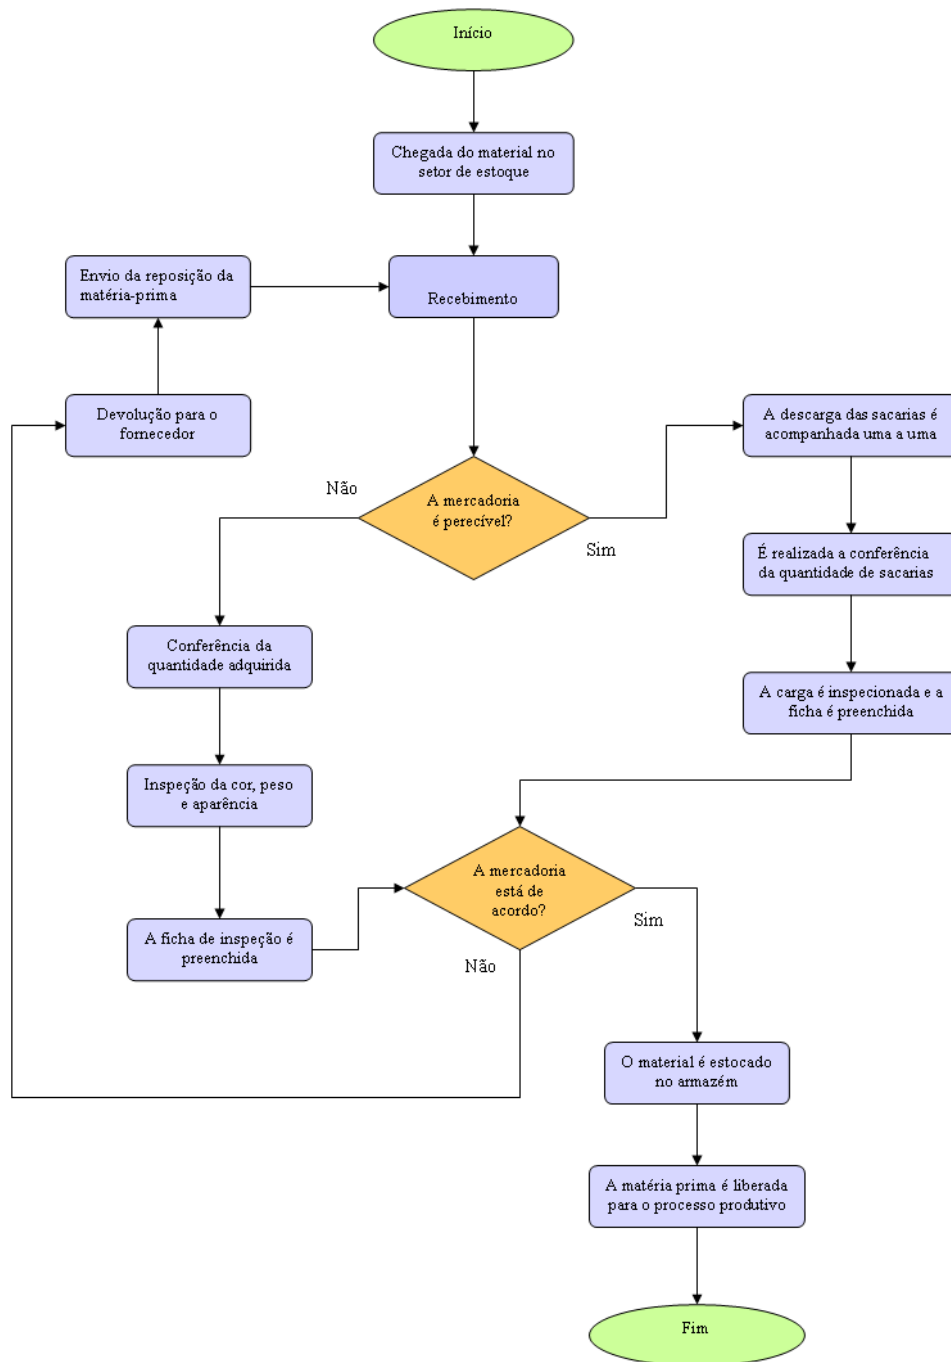 Início
Chegada do material no
setor de estoque
Envio da reposição da
matéria-prima
Recebimento
Devolução para o
fornecedor
A descarga das sacarias é
acompanhada uma a uma
Não
A mercadoria
é perecível?
Sim
É realizada a conferência
da quantidade de sacarias
Conferência da
quantidade adquirida
A carga é inspecionada e a
ficha é preenchida
Inspeção da cor, peso
e aparência
A mercadoria
está de
acordo?
Sim
A ficha de inspeção é
preenchida
Não
O material é estocado
no armazém
A matéria prima é liberada
para o processo produtivo
Fim